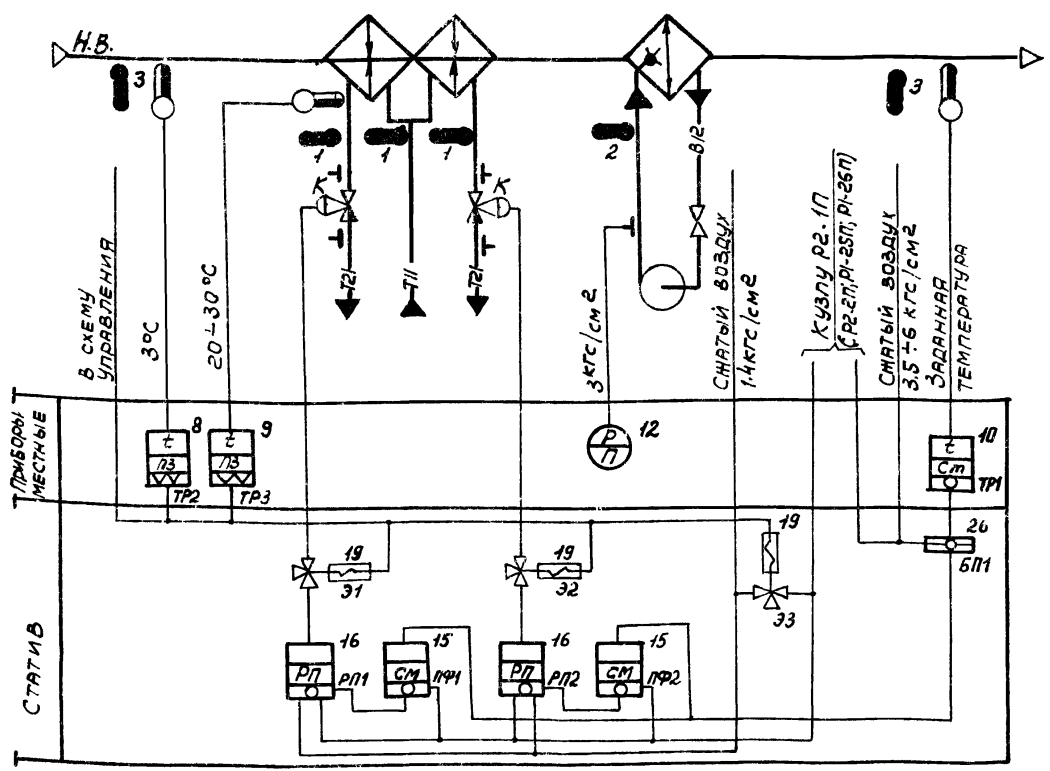 Н.В.
3
3
1
1
1
2
К
К
Т21
Т11
Т21
В12
В СХЕМУ
УПРАВЛЕНИЯ
3°С
20÷30°С
3 КГС/СМ2
СЖАТЫЙ ВОЗДУХ
1.4 КГС/СМ2
К УЗЛУ Р2-1П
(Р2-2П; Р1-25П; Р1-26П)
СЖАТЫЙ ВОЗДУХ
3.5÷6 КГС/СМ2
ЗАДАННАЯ
ТЕМПЕРАТУРА
ПРИБОРЫ
МЕСТНЫЕ
8
t
ПЗ
ТР2
9
t
ПЗ
ТР3
12
Р
П
10
t
СМ
ТР1
СТАТИВ
19
Э1
19
Э2
19
Э3
26
БП1
16
РП
РП1
15
СМ
ПФ1
16
РП
РП2
15
СМ
ПФ2